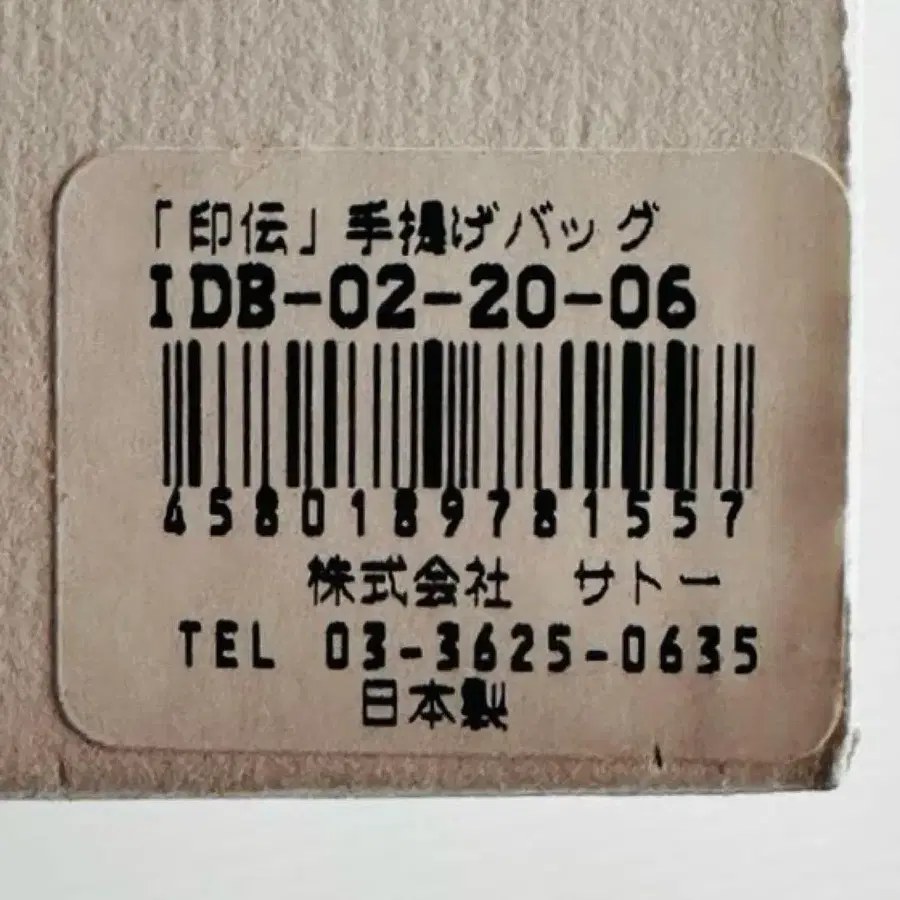 「印伝」手提げバッグ
IDB-02-20-06
4580189781557
株式会社　サトー
TEL 03-3625-0635
日本製